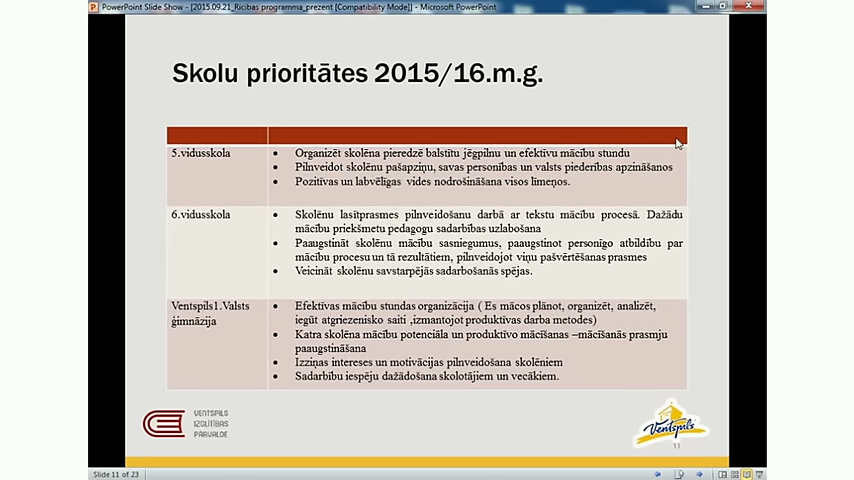 PowerPoint Slide Show - [2015.09.21_Ricibas programma_prezent [Compatibility Mode]] - Microsoft PowerPoint
Skolu prioritātes 2015/16.m.g.
5.vidusskola
• Organizēt skolēna pieredzē balstītu jēgpilnu un efektīvu mācību stundu
• Pilnveidot skolēnu pašapziņu, savas personības un valsts piederības apzināšanos
• Pozitīvas un labvēlīgas vides nodrošināšana visos līmeņos.
6.vidusskola
• Skolēnu lasītprasmes pilnveidošanu darbā ar tekstu mācību procesā. Dažādu
mācību priekšmetu pedagogu sadarbības uzlabošana
• Paaugstināt skolēnu mācību sasniegumus, paaugstinot personīgo atbildību par
mācību procesu un tā rezultātiem, pilnveidojot viņu pašvērtēšanas prasmes
• Veicināt skolēnu savstarpējās sadarbošanās spējas.
Ventspils1.Valsts
ģimnāzija
• Efektīvas mācību stundas organizācija ( Es mācos plānot, organizēt, analizēt,
iegūt atgriezenisko saiti ,izmantojot produktīvas darba metodes)
• Katra skolēna mācību potenciāla un produktīvo mācīšanas –mācīšanās prasmju
paaugstināšana
• Izziņas intereses un motivācijas pilnveidošana skolēniem
• Sadarbību iespēju dažādošana skolotājiem un vecākiem.
VENTSPILS
IZGLĪTĪBAS
PĀRVALDE
Ventspils
11
Slide 11 of 23